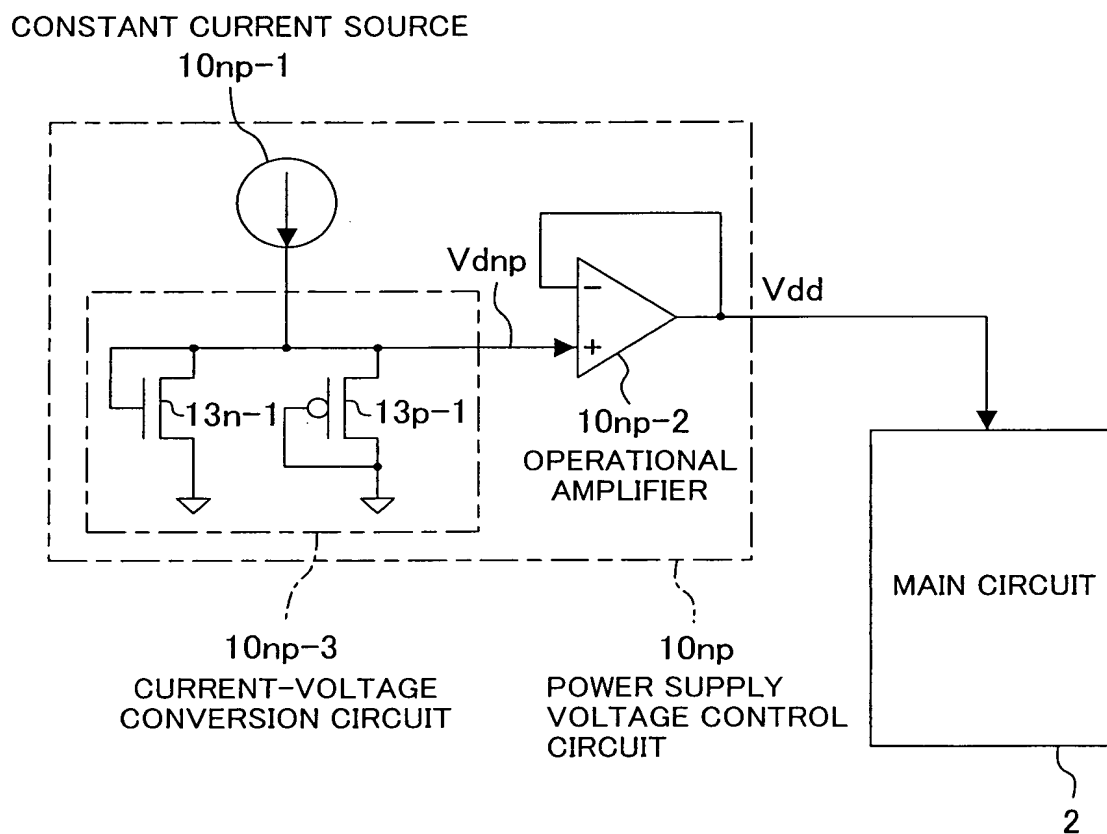 CONSTANT CURRENT SOURCE
10np-1
Vdnp
Vdd
−
+
13n-1
13p-1
10np-2
OPERATIONAL
AMPLIFIER
MAIN CIRCUIT
10np-3
CURRENT-VOLTAGE
CONVERSION CIRCUIT
10np
POWER SUPPLY
VOLTAGE CONTROL
CIRCUIT
2